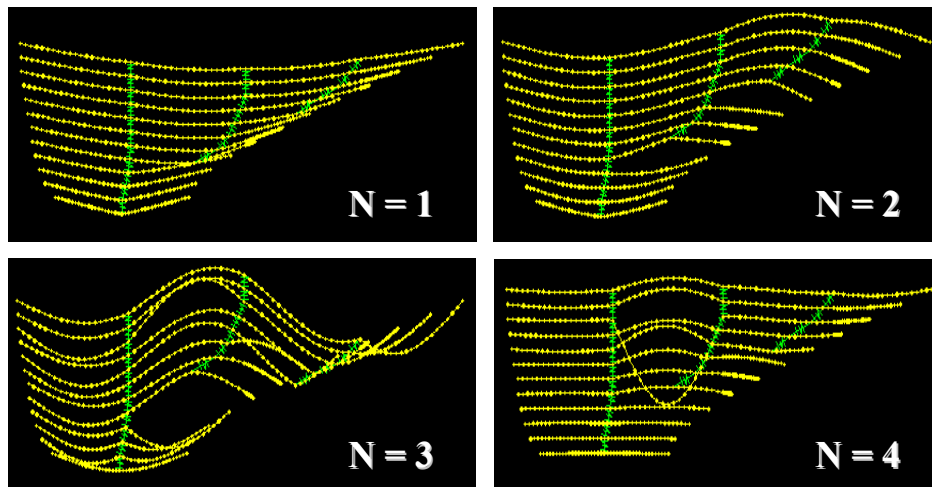 N = 1
N = 2
N = 3
N = 4